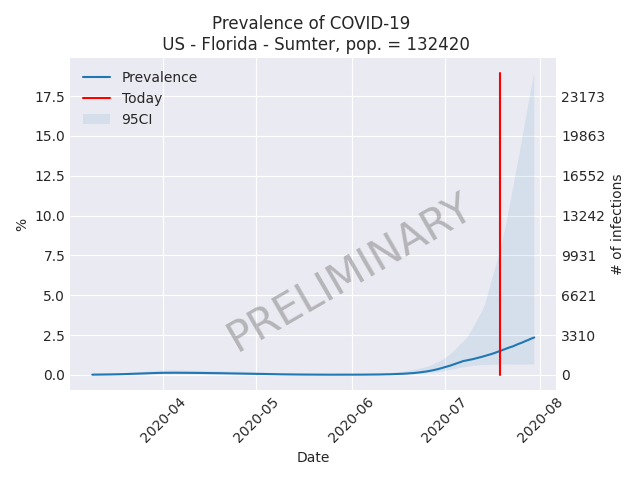 Prevalence of COVID-19
US - Florida - Sumter, pop. = 132420
Prevalence
Today
95CI
17.5
15.0
12.5
10.0
7.5
5.0
2.5
0.0
%
23173
19863
16552
13242
9931
6621
3310
0
# of infections
PRELIMINARY
2020-04
2020-05
2020-06
2020-07
2020-08
Date